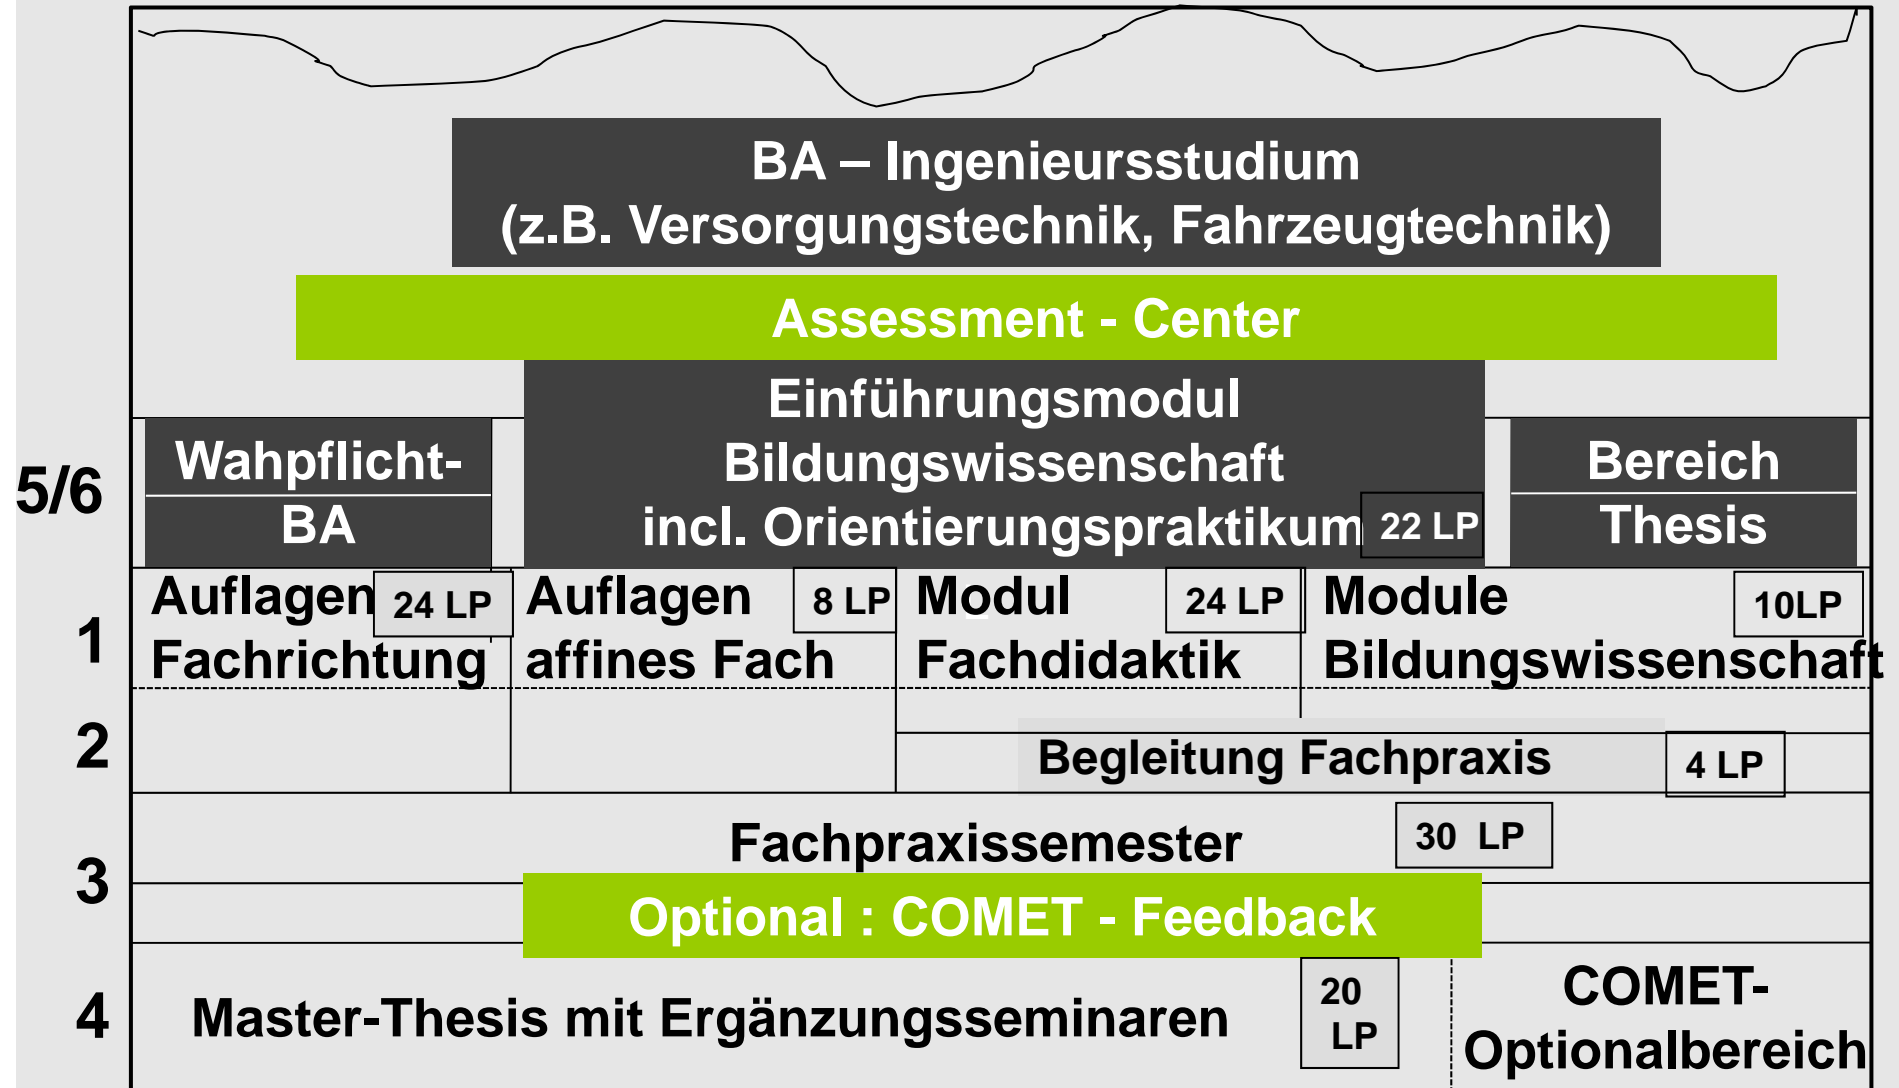 BA – Ingenieursstudium
(z.B. Versorgungstechnik, Fahrzeugtechnik)
Assessment - Center
5/6
Wahpflicht-
BA
Einführungsmodul
Bildungswissenschaft
incl. Orientierungspraktikum
22 LP
Bereich
Thesis
1
Auflagen
Fachrichtung
24 LP
Auflagen
affines Fach
8 LP
Modul
Fachdidaktik
24 LP
Module
Bildungswissenschaft
10LP
2
Begleitung Fachpraxis
4 LP
3
Fachpraxissemester
30 LP
Optional : COMET - Feedback
4
Master-Thesis mit Ergänzungsseminaren
20
LP
COMET-
Optionalbereich